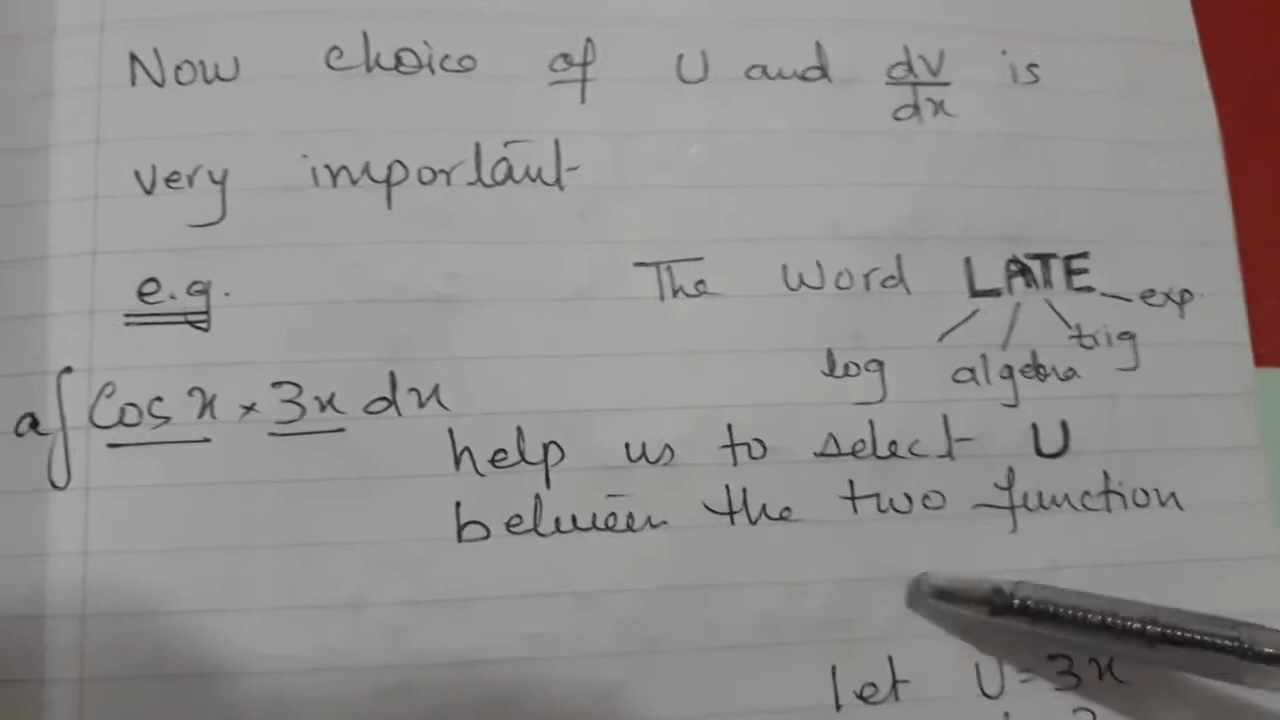 Now choice of U and dv/dx is
very important
e.g.
The Word LATE exp.
log algebra trig
a ∫ Cos x × 3x dx
help us to select U
between the two function
let U = 3x